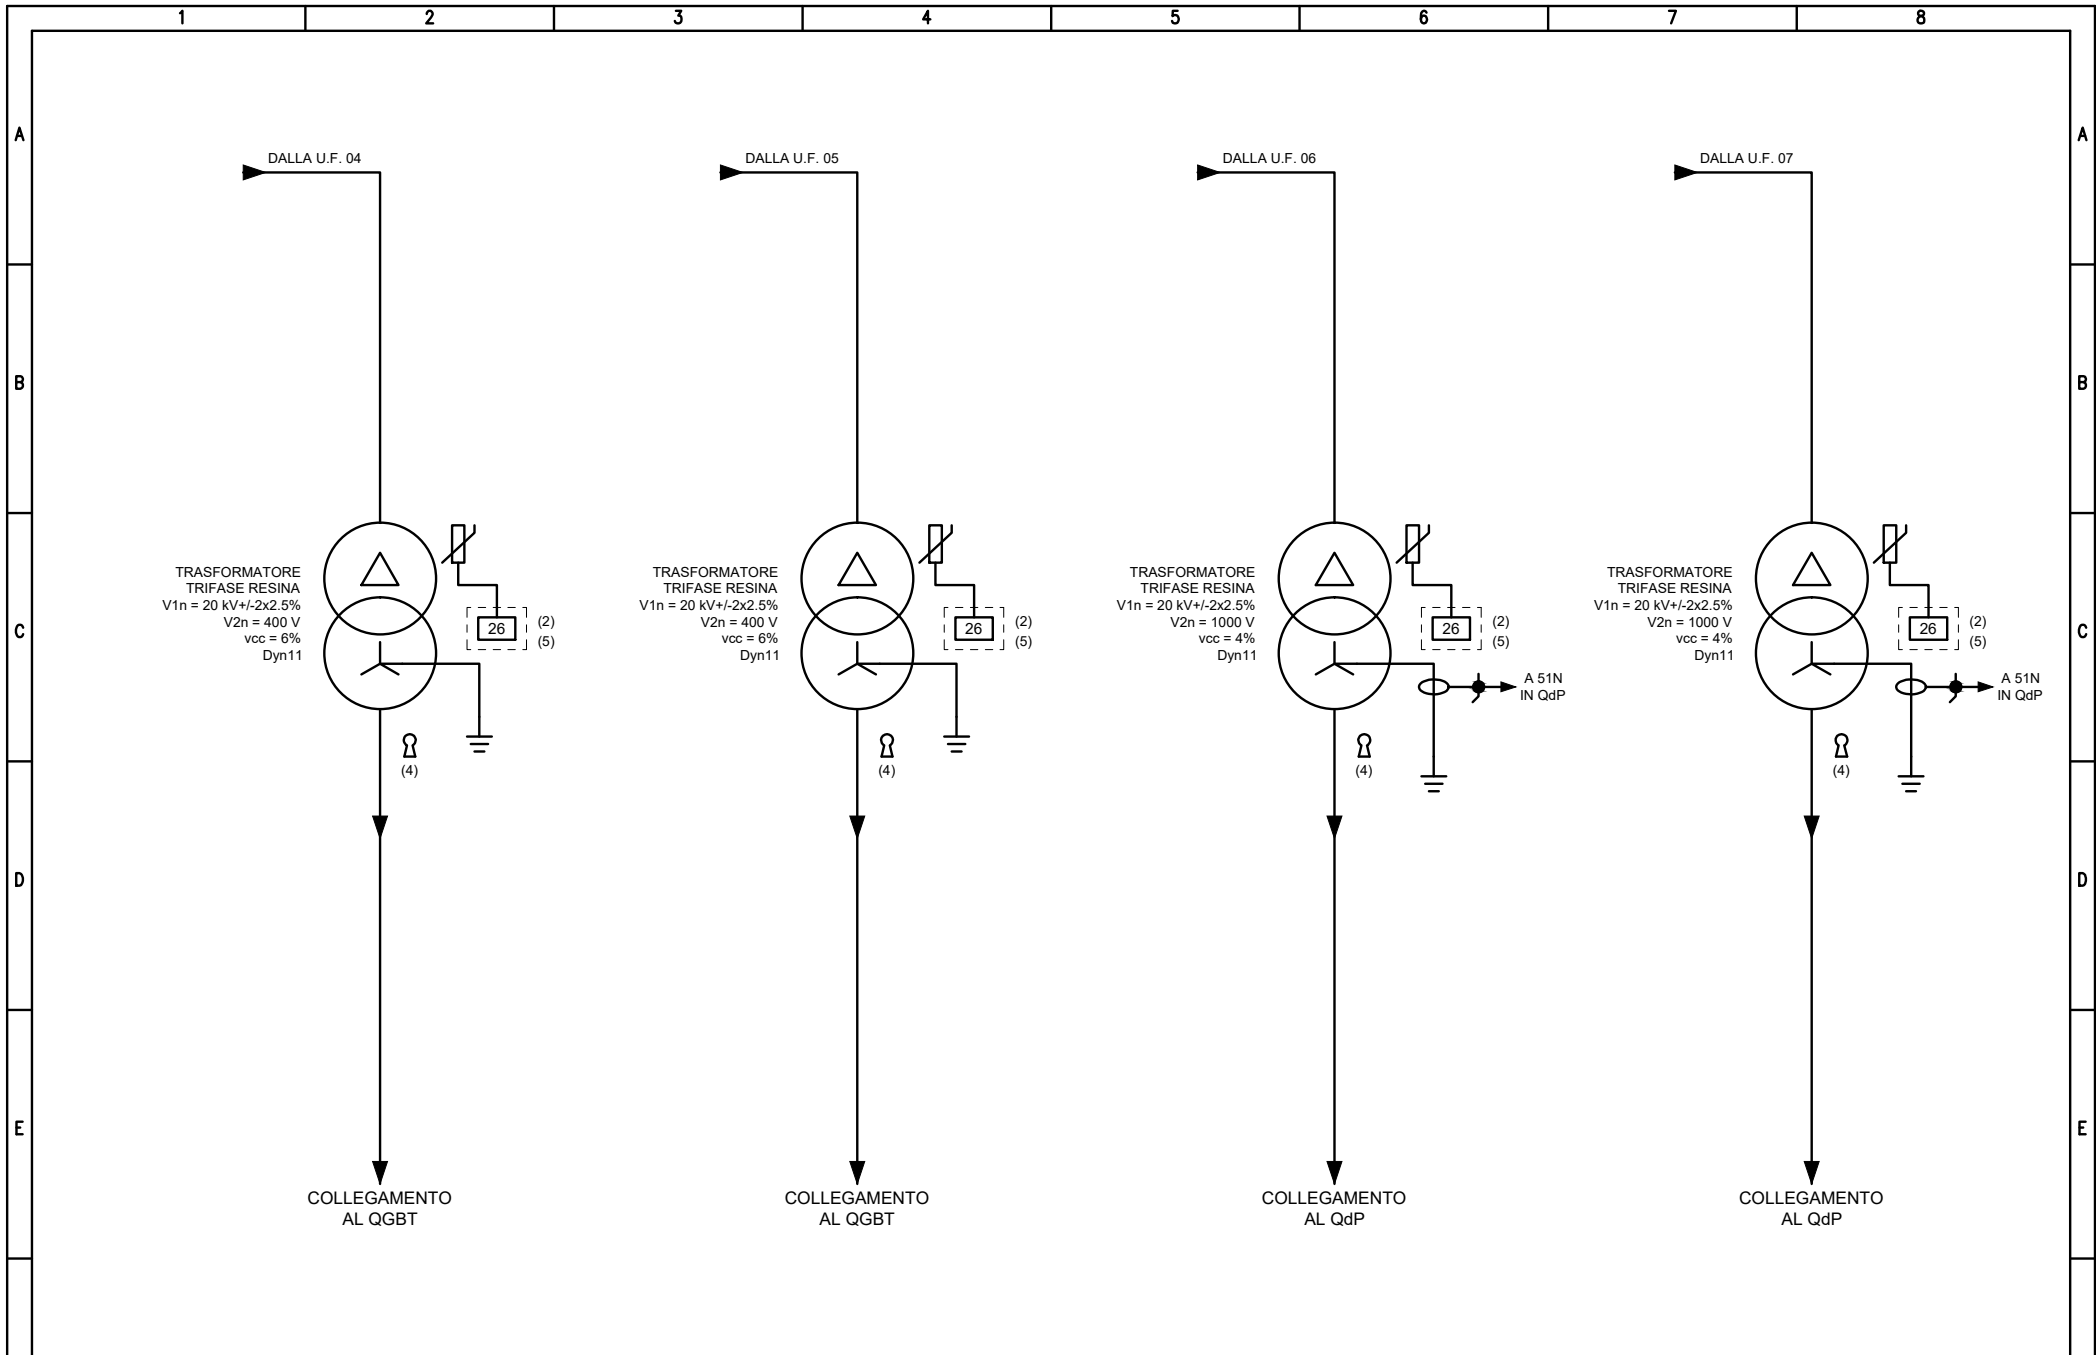 1 2 3 4 5 6 7 8
A A
DALLA U.F. 04
DALLA U.F. 05
DALLA U.F. 06
DALLA U.F. 07
B B
C C
TRASFORMATORE
TRIFASE RESINA
V1n = 20 kV+/-2x2.5%
V2n = 400 V
vcc = 6%
Dyn11
26
(2)
(5)
(4)
TRASFORMATORE
TRIFASE RESINA
V1n = 20 kV+/-2x2.5%
V2n = 400 V
vcc = 6%
Dyn11
26
(2)
(5)
(4)
TRASFORMATORE
TRIFASE RESINA
V1n = 20 kV+/-2x2.5%
V2n = 1000 V
vcc = 4%
Dyn11
26
(2)
(5)
A 51N
IN QdP
(4)
TRASFORMATORE
TRIFASE RESINA
V1n = 20 kV+/-2x2.5%
V2n = 1000 V
vcc = 4%
Dyn11
26
(2)
(5)
A 51N
IN QdP
(4)
D D
E E
COLLEGAMENTO
AL QGBT
COLLEGAMENTO
AL QGBT
COLLEGAMENTO
AL QdP
COLLEGAMENTO
AL QdP